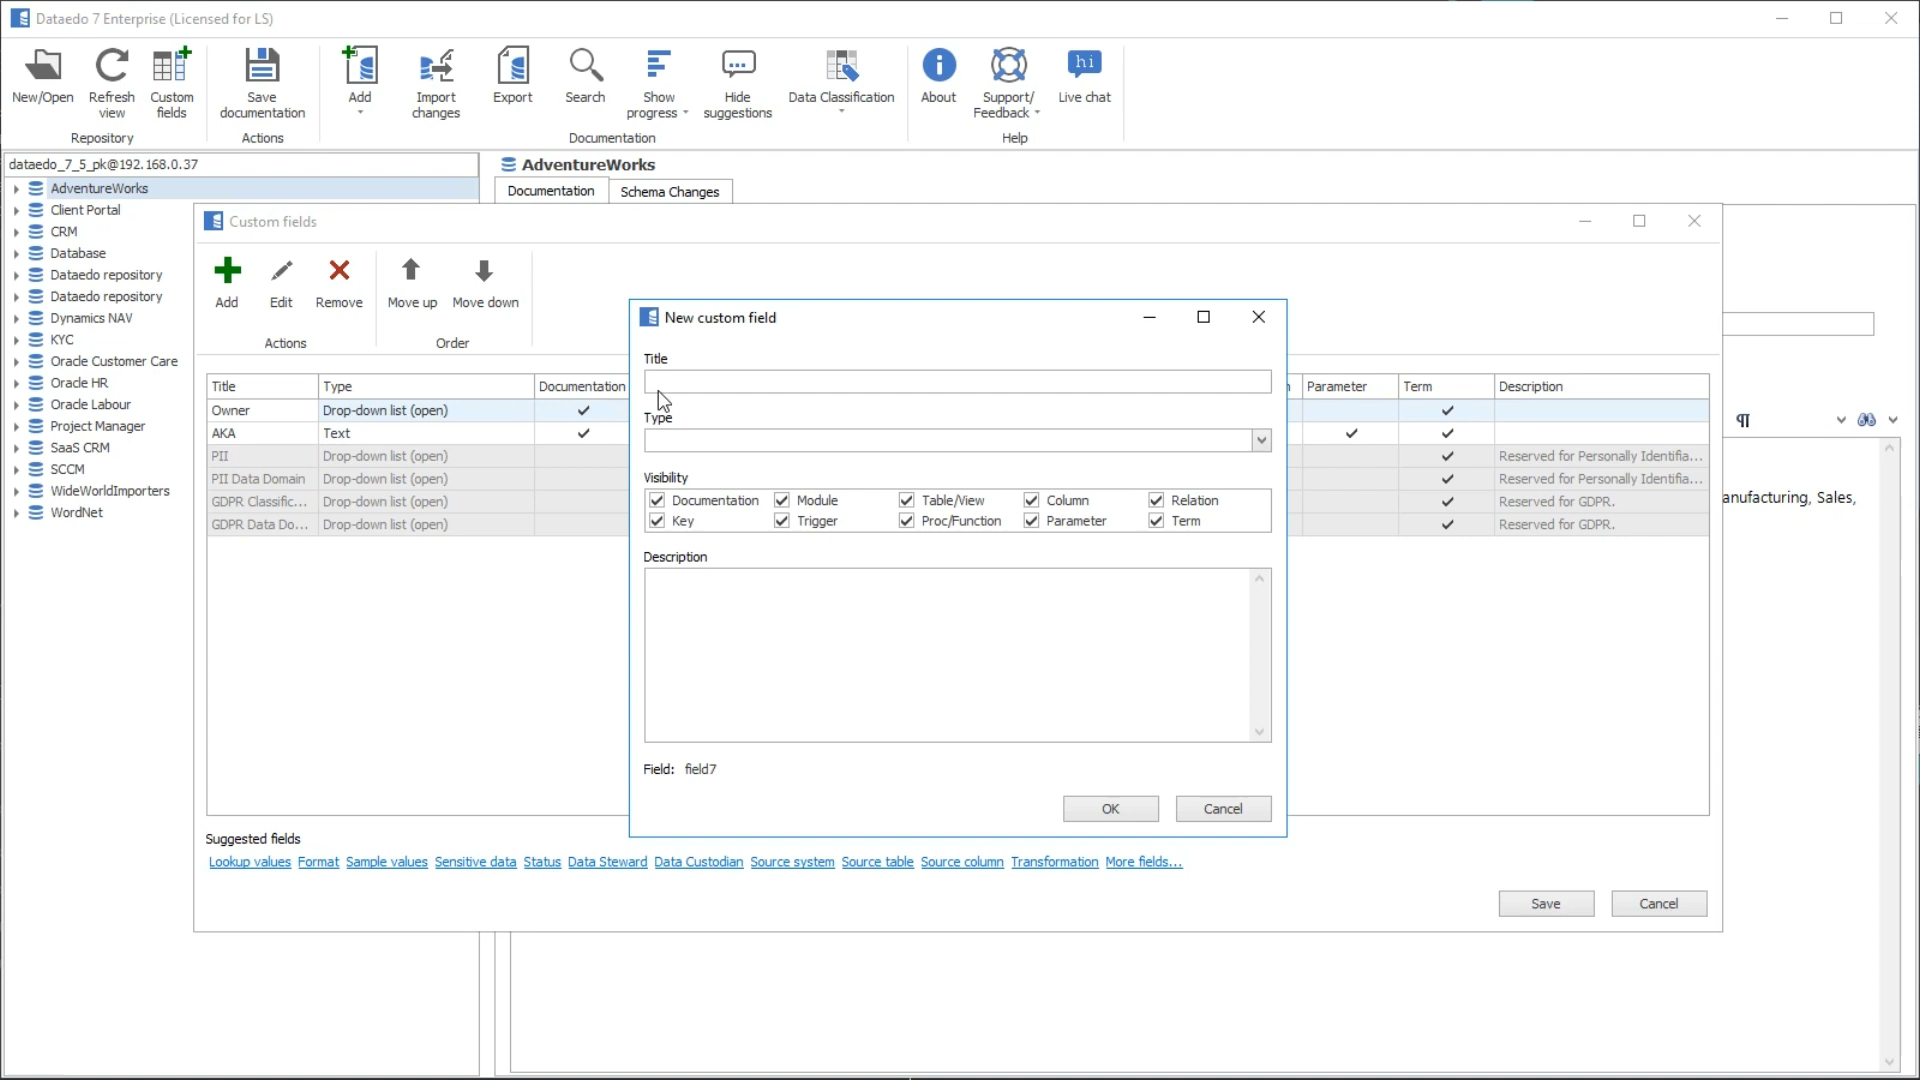 Dataedo 7 Enterprise (Licensed for LS)
New/Open
Refresh view
Custom fields
Save documentation
Add
Import changes
Export
Search
Show progress
Hide suggestions
Data Classification
About
Support/ Feedback
hi
Live chat
Repository
Actions
Documentation
Help
dataedo_7_5_pk@192.168.0.37
AdventureWorks
Client Portal
CRM
Database
Dataedo repository
Dataedo repository
Dynamics NAV
KYC
Oracle Customer Care
Oracle HR
Oracle Labour
Project Manager
SaaS CRM
SCCM
WideWorldImporters
WordNet
AdventureWorks
Documentation
Schema Changes
Custom fields
Add
Edit
Remove
Move up
Move down
Actions
Order
Title Type Documentation Parameter Term Description
Owner Drop-down list (open)
AKA Text
PII Drop-down list (open) Reserved for Personally Identifia...
PII Data Domain Drop-down list (open) Reserved for Personally Identifia...
GDPR Classific... Drop-down list (open) Reserved for GDPR.
GDPR Data Do... Drop-down list (open) Reserved for GDPR.
anufacturing, Sales,
New custom field
Title
Type
Visibility
Documentation Module Table/View Column Relation
Key Trigger Proc/Function Parameter Term
Description
Field: field7
OK
Cancel
Suggested fields
Lookup values Format Sample values Sensitive data Status Data Steward Data Custodian Source system Source table Source column Transformation More fields...
Save
Cancel